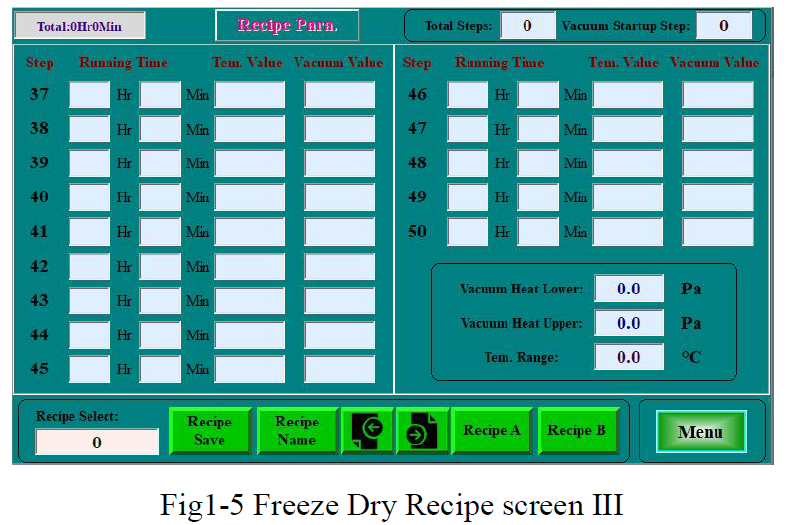 Total:0Hr0Min Recipe Para. Total Steps: 0 Vacuum Startup Step: 0
Step Running Time Tem. Value Vacuum Value Step Running Time Tem. Value Vacuum Value
37 Hr Min 46 Hr Min
38 Hr Min 47 Hr Min
39 Hr Min 48 Hr Min
40 Hr Min 49 Hr Min
41 Hr Min 50 Hr Min
42 Hr Min
43 Hr Min
44 Hr Min
45 Hr Min
Vacuum Heat Lower: 0.0 Pa
Vacuum Heat Upper: 0.0 Pa
Tem. Range: 0.0 °C
Recipe Select:
0
Recipe
Save
Recipe
Name
Recipe A
Recipe B
Menu
Fig1-5 Freeze Dry Recipe screen III